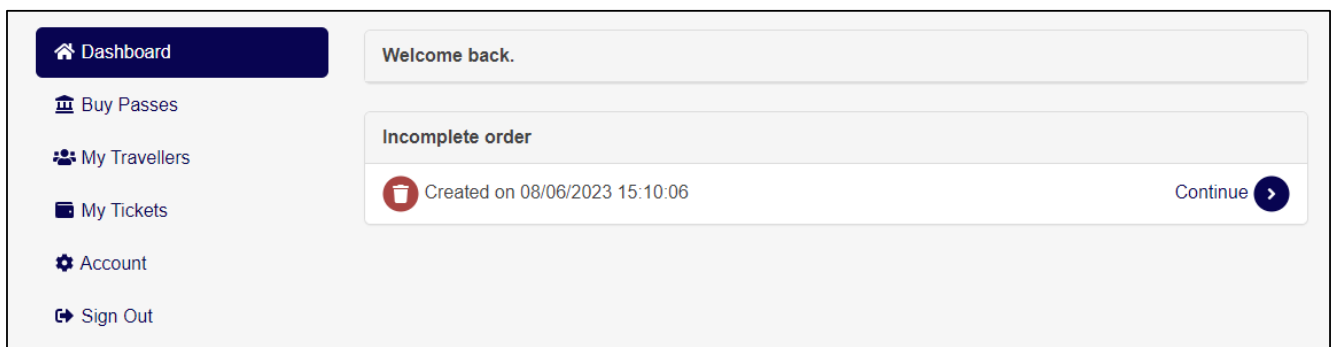 Dashboard
Buy Passes
My Travellers
My Tickets
Account
Sign Out
Welcome back.
Incomplete order
Created on 08/06/2023 15:10:06
Continue